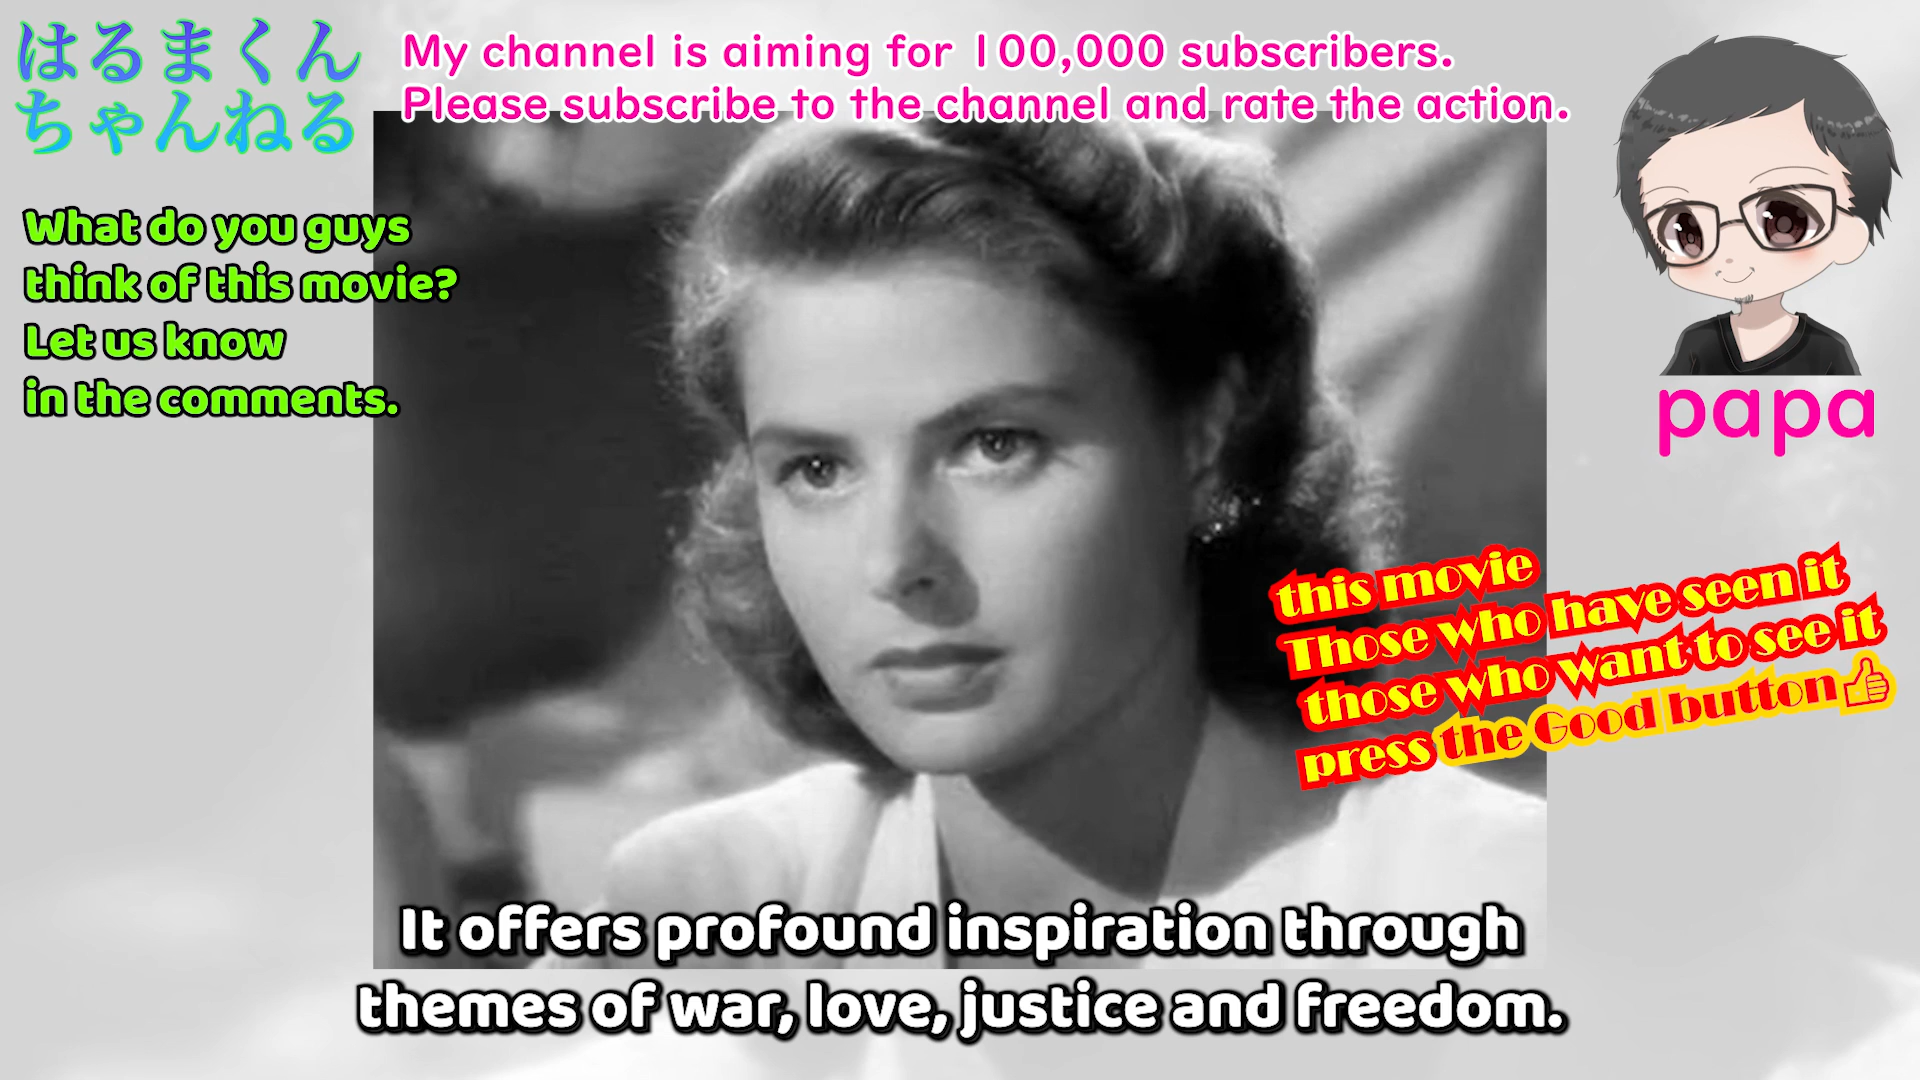 はるまくん
ちゃんねる
My channel is aiming for 100,000 subscribers.
Please subscribe to the channel and rate the action.
What do you guys
think of this movie?
Let us know
in the comments.
papa
this movie
Those who have seen it
those who want to see it
press the Good button👍
It offers profound inspiration through
themes of war, love, justice and freedom.